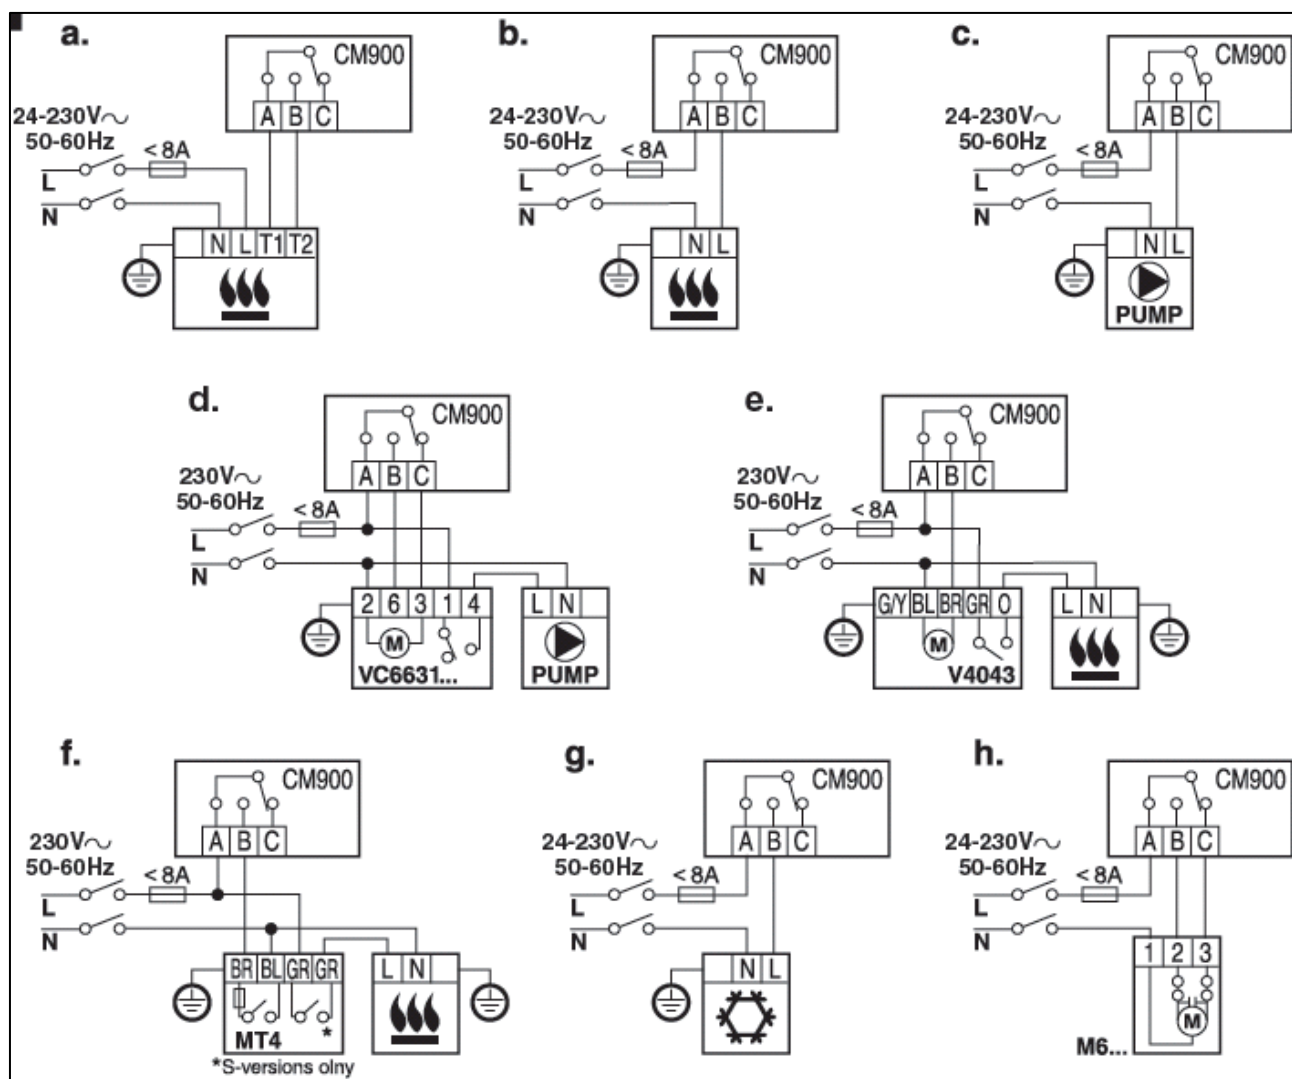 a.
CM900
A B C
24-230V~
50-60Hz
< 8A
L
N
N L T1 T2
b.
CM900
A B C
24-230V~
50-60Hz
< 8A
L
N
N L
c.
CM900
A B C
24-230V~
50-60Hz
< 8A
L
N
N L
PUMP
d.
CM900
A B C
230V~
50-60Hz
< 8A
L
N
2 6 3 1 4
M
VC6631...
L N
PUMP
e.
CM900
A B C
230V~
50-60Hz
< 8A
L
N
G/Y BL BR GR O
M
V4043
L N
f.
CM900
A B C
230V~
50-60Hz
< 8A
L
N
BR BL GR GR
*
MT4
*S-versions olny
L N
g.
CM900
A B C
24-230V~
50-60Hz
< 8A
L
N
N L
h.
CM900
A B C
24-230V~
50-60Hz
< 8A
L
N
1 2 3
M
M6...